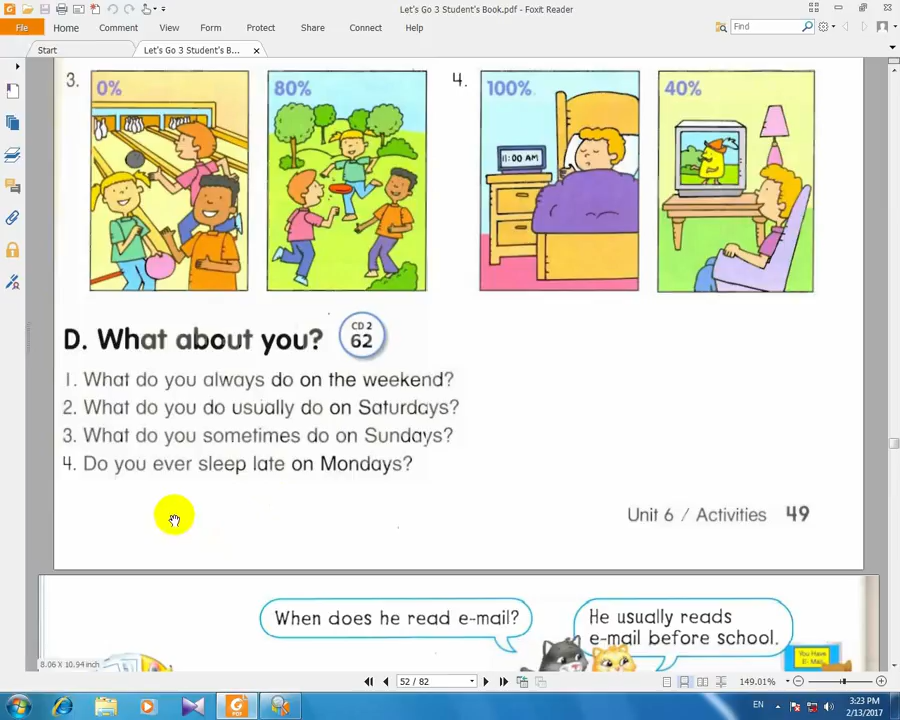 Let's Go 3 Student's Book.pdf - Foxit Reader
File Home Comment View Form Protect Share Connect Help
Find
Start
Let's Go 3 Student's B...
3.
0%
80%
4.
100%
11:00 AM
40%
D. What about you?
CD 2
62
1. What do you always do on the weekend?
2. What do you do usually do on Saturdays?
3. What do you sometimes do on Sundays?
4. Do you ever sleep late on Mondays?
Unit 6 / Activities 49
When does he read e-mail?
He usually reads
e-mail before school.
You Have
E-Mail
8.06 x 10.94 inch
52 / 82
149.01%
EN
3:23 PM
2/13/2017